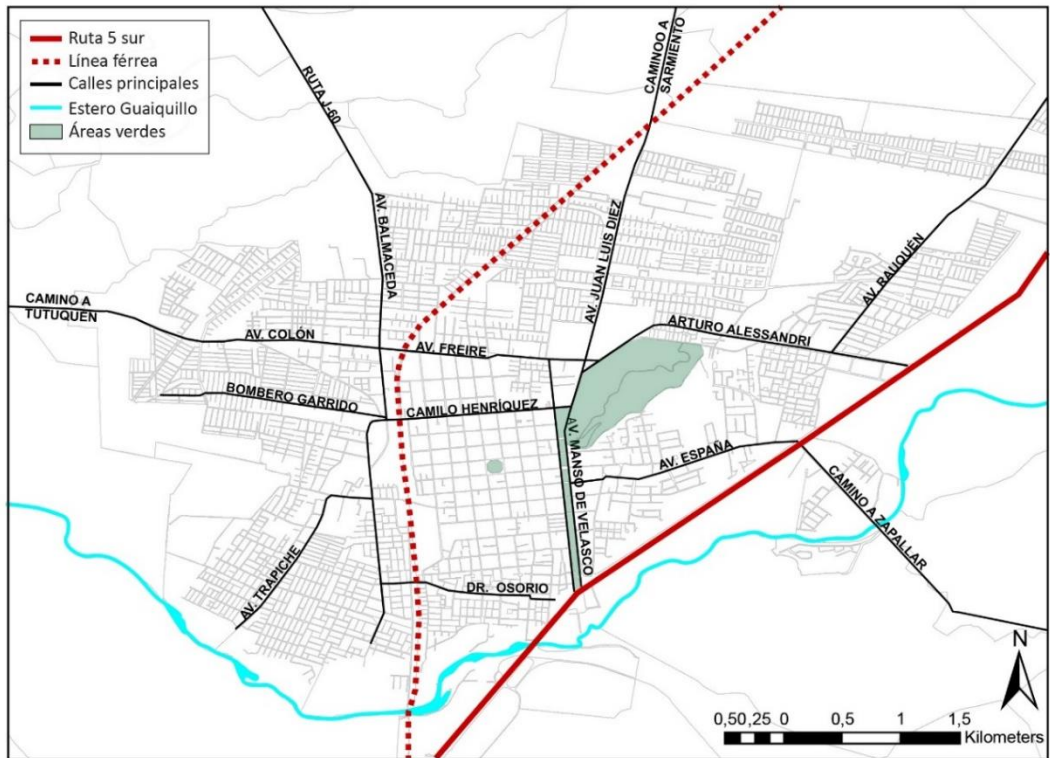 Ruta 5 sur
Línea férrea
Calles principales
Estero Guaiquillo
Áreas verdes
RUTA J-60
CAMINOO A
SARMIENTO
AV. BALMACEDA
AV. JUAN LUIS DIEZ
AV. RAUQUÉN
CAMINO A
TUTUQUEN
AV. COLÓN
AV. FREIRE
ARTURO ALESSANDRI
BOMBERO GARRIDO
CAMILO HENRÍQUEZ
AV. MANSO DE VELASCO
AV. ESPAÑA
CAMINO A ZAPALLAR
AV. TRAPICHE
DR. OSORIO
N
0,50,25 0 0,5 1 1,5
Kilometers